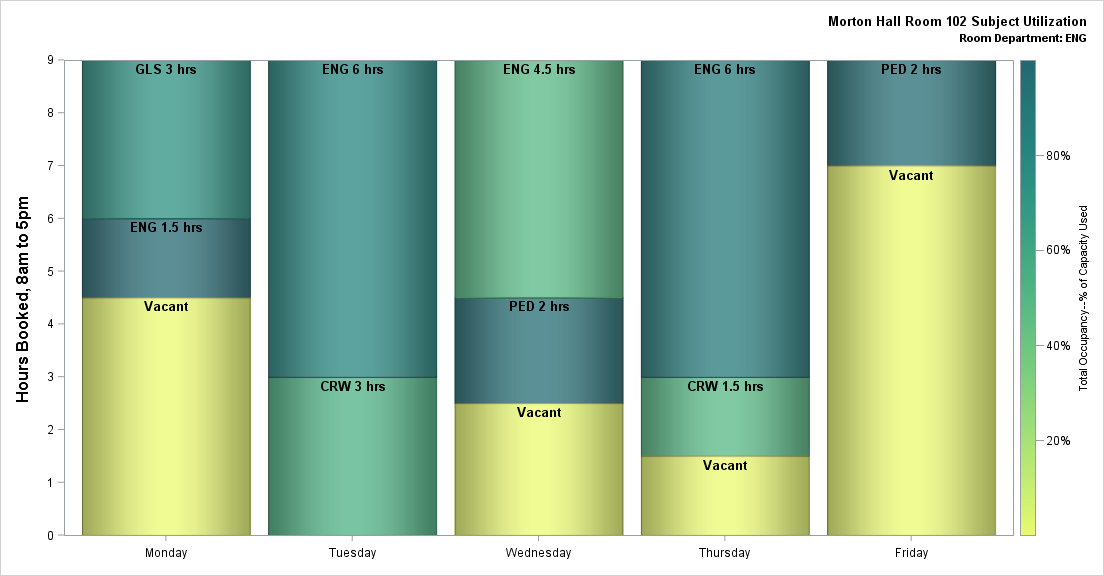 Morton Hall Room 102 Subject Utilization
Room Department: ENG
Hours Booked, 8am to 5pm
9
8
7
6
5
4
3
2
1
0
GLS 3 hrs
ENG 1.5 hrs
Vacant
ENG 6 hrs
CRW 3 hrs
ENG 4.5 hrs
PED 2 hrs
Vacant
ENG 6 hrs
CRW 1.5 hrs
Vacant
PED 2 hrs
Vacant
Monday
Tuesday
Wednesday
Thursday
Friday
80%
60%
40%
20%
Total Occupancy--% of Capacity Used